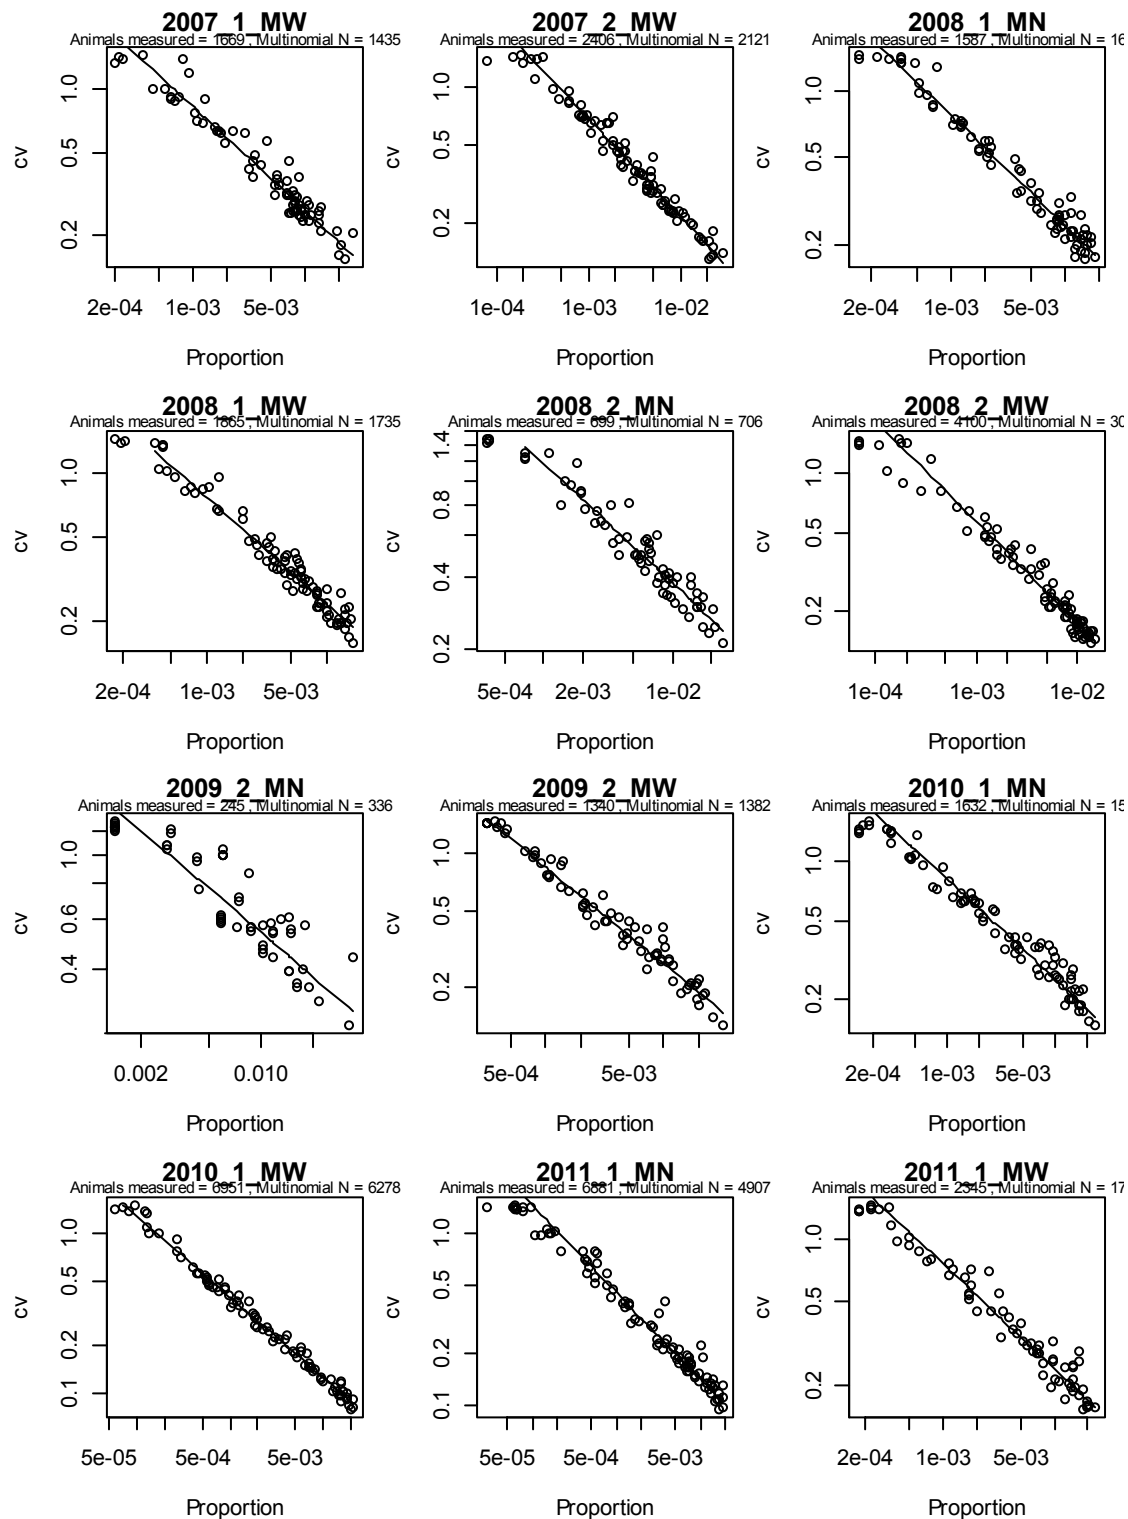 2007_1_MW 2007_2_MW 2008_1_MN
Animals measured = 1669 , Multinomial N = 1435 Animals measured = 2406 , Multinomial N = 2121 Animals measured = 1587 , Multinomial N = 16
cv 1.0 0.5 0.2 cv 1.0 0.5 0.2 cv 1.0 0.5 0.2
2e-04 1e-03 5e-03 1e-04 1e-03 1e-02 2e-04 1e-03 5e-03
Proportion Proportion Proportion
2008_1_MW 2008_2_MN 2008_2_MW
Animals measured = 1865 , Multinomial N = 1735 Animals measured = 699 , Multinomial N = 706 Animals measured = 4100 , Multinomial N = 30
cv 1.0 0.5 0.2 cv 1.4 0.8 0.4 0.2 cv 1.0 0.5 0.2
2e-04 1e-03 5e-03 5e-04 2e-03 1e-02 1e-04 1e-03 1e-02
Proportion Proportion Proportion
2009_2_MN 2009_2_MW 2010_1_MN
Animals measured = 245 , Multinomial N = 336 Animals measured = 1340 , Multinomial N = 1382 Animals measured = 1632 , Multinomial N = 15
cv 1.0 0.6 0.4 cv 1.0 0.5 0.2 cv 1.0 0.5 0.2
0.002 0.010 5e-04 5e-03 2e-04 1e-03 5e-03
Proportion Proportion Proportion
2010_1_MW 2011_1_MN 2011_1_MW
Animals measured = 6951 , Multinomial N = 6278 Animals measured = 6881 , Multinomial N = 4907 Animals measured = 2345 , Multinomial N = 17
cv 1.0 0.5 0.2 0.1 cv 1.0 0.5 0.2 0.1 cv 1.0 0.5 0.2
5e-05 5e-04 5e-03 5e-05 5e-04 5e-03 2e-04 1e-03 5e-03
Proportion Proportion Proportion